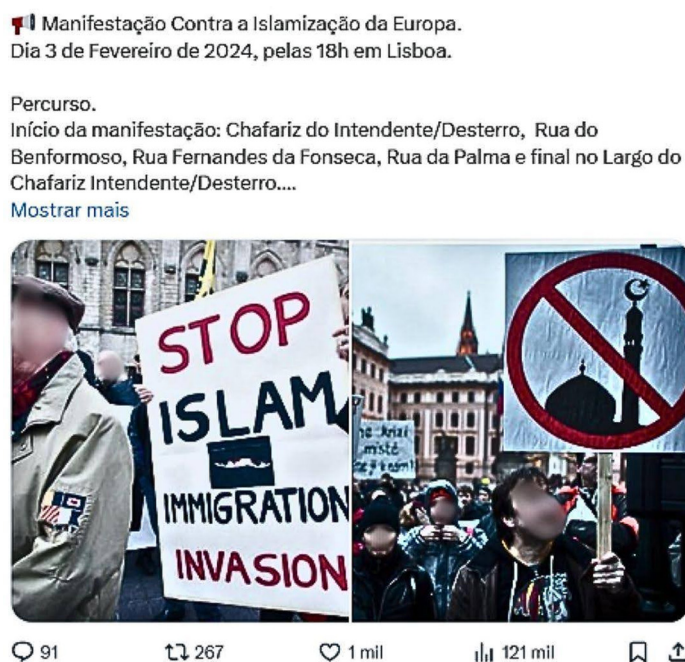 Manifestação Contra a Islamização da Europa.
Dia 3 de Fevereiro de 2024, pelas 18h em Lisboa.
Percurso.
Início da manifestação: Chafariz do Intendente/Desterro, Rua do
Benformoso, Rua Fernandes da Fonseca, Rua da Palma e final no Largo do
Chafariz Intendente/Desterro....
Mostrar mais
STOP
ISLAM
IMMIGRATION
INVASION
místě
91
267
1 mil
121 mil